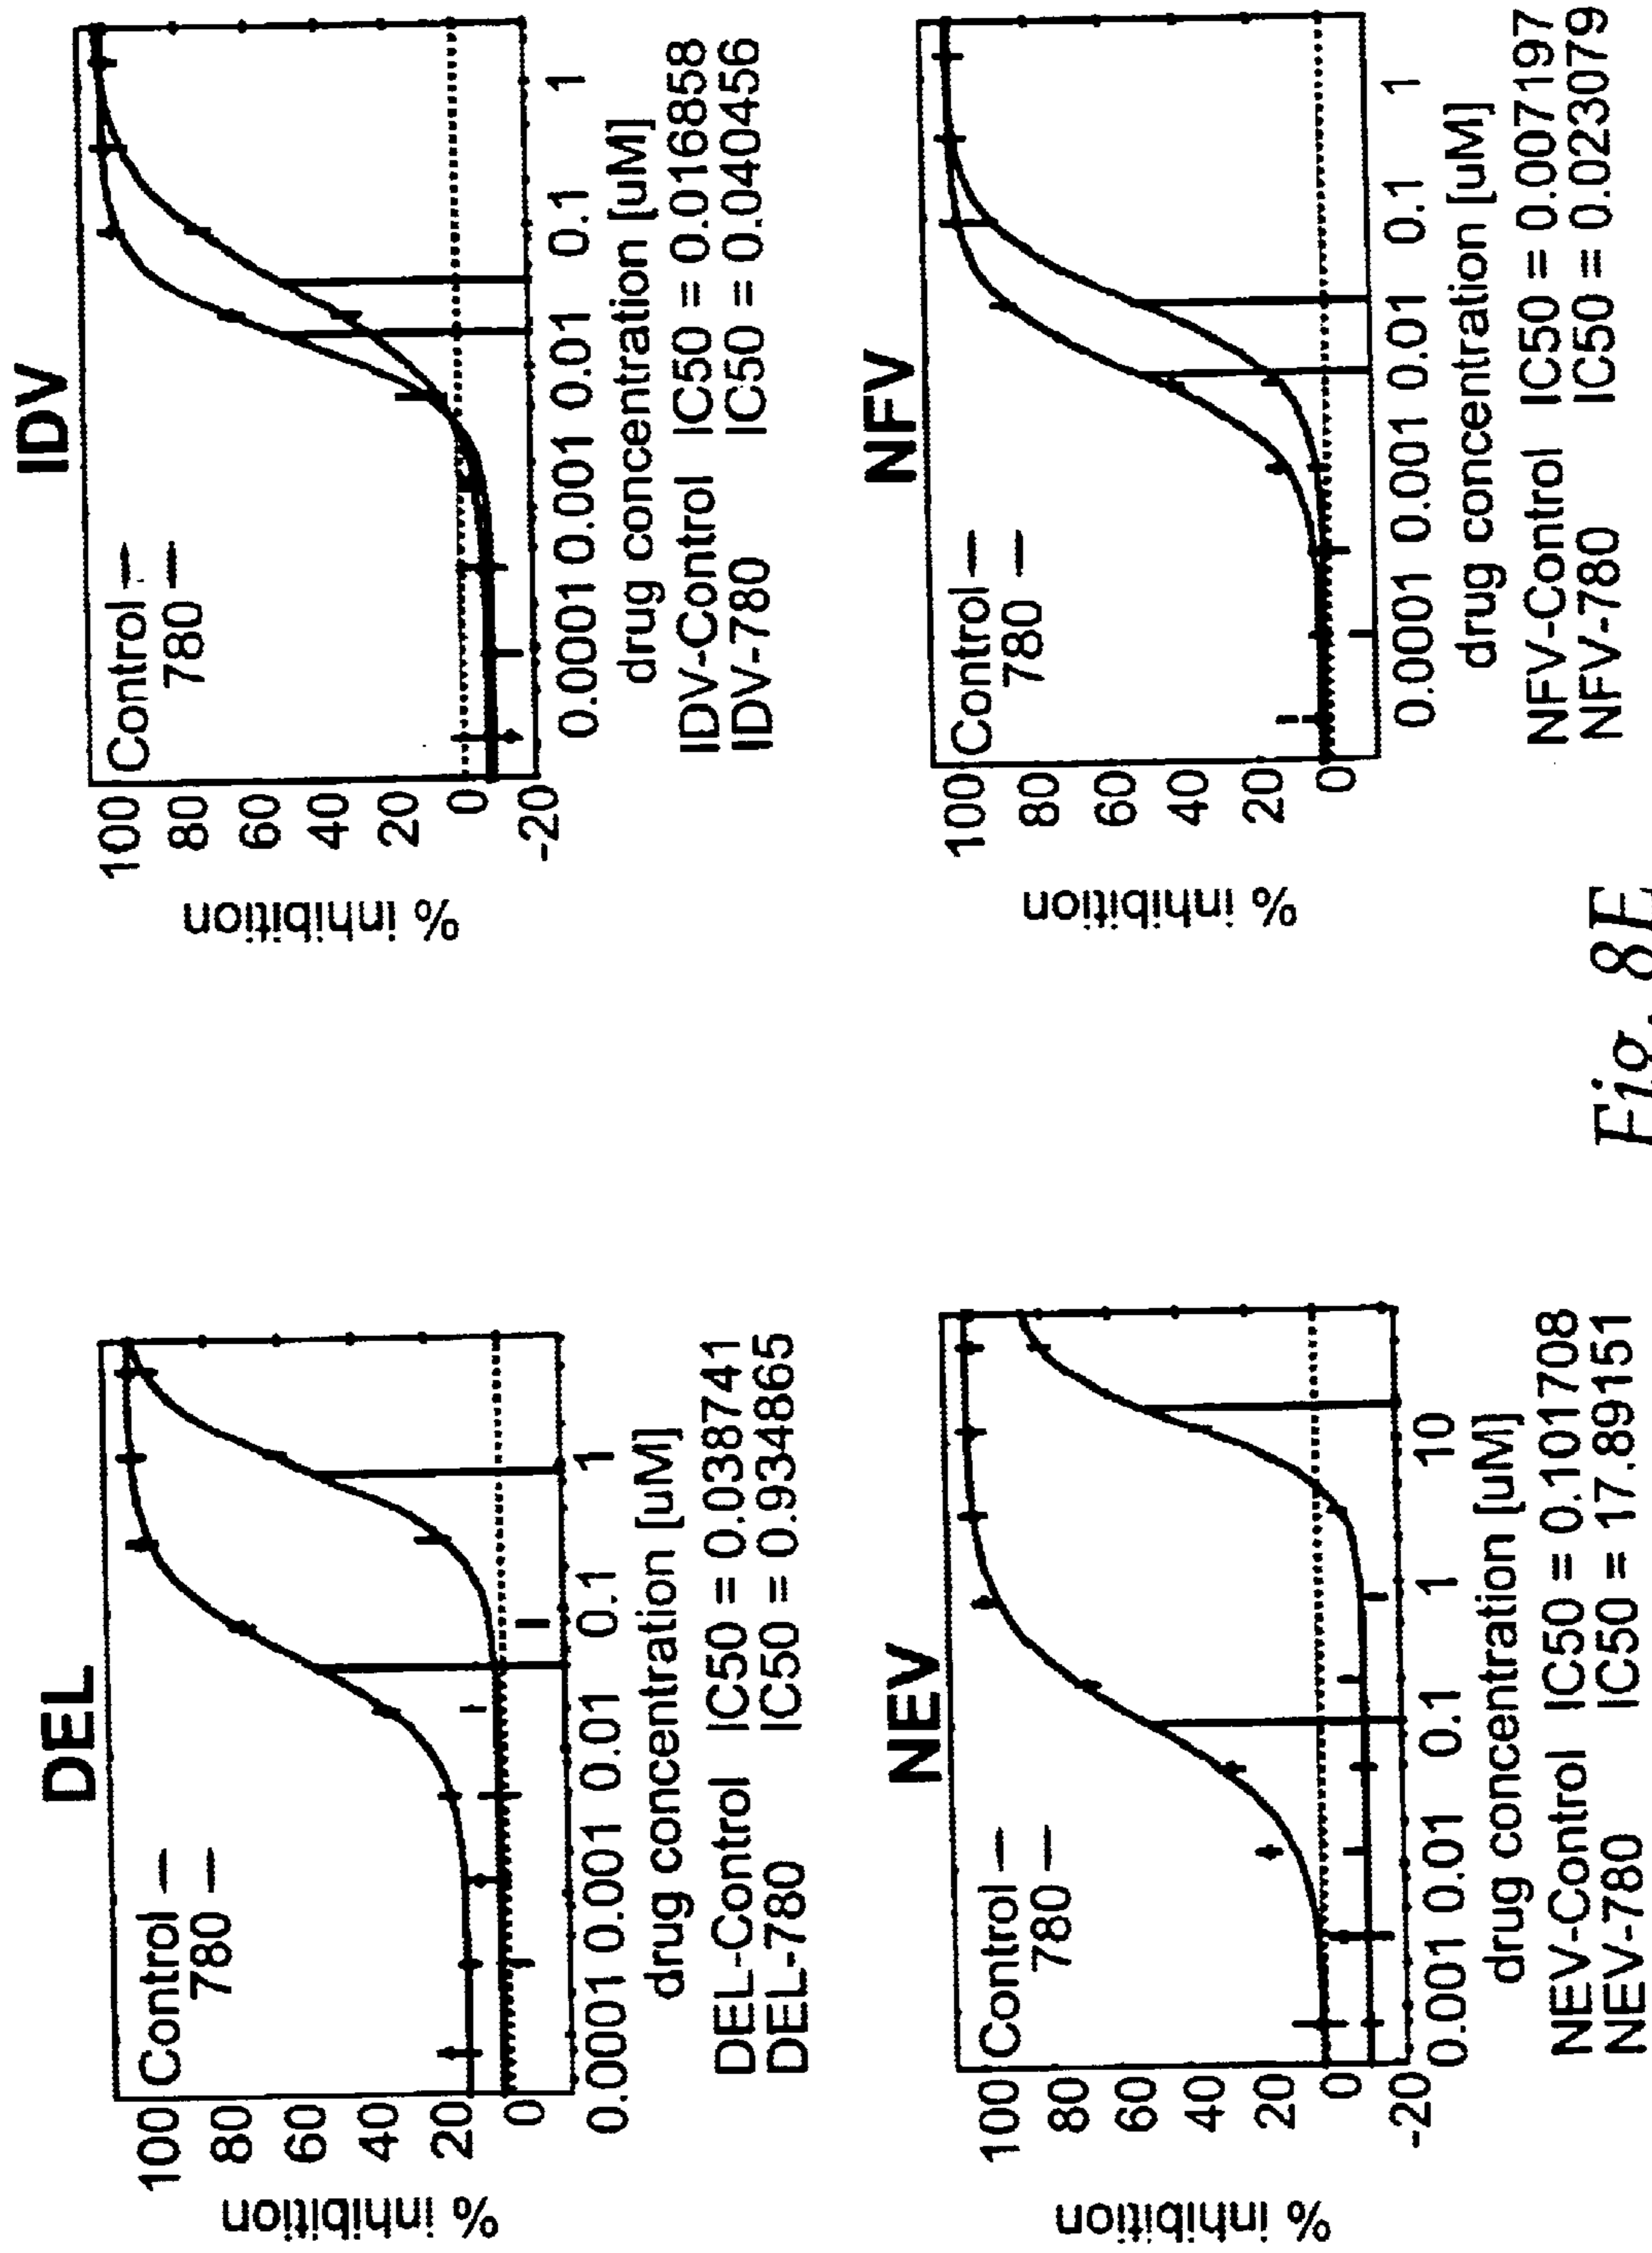 DEL
Control
780
100
80
60
40
20
0
% inhibition
0.0001 0.001 0.01 0.1 1
drug concentration [uM]
DEL-Control IC50 = 0.038741
DEL-780 IC50 = 0.934865
IDV
Control
780
100
80
60
40
20
0
-20
% inhibition
0.0001 0.001 0.01 0.1 1
drug concentration [uM]
IDV-Control IC50 = 0.016858
IDV-780 IC50 = 0.040456
NEV
Control
780
100
80
60
40
20
0
-20
% inhibition
0.001 0.01 0.1 1 10
drug concentration [uM]
NEV-Control IC50 = 0.101708
NEV-780 IC50 = 17.89151
NFV
Control
780
100
80
60
40
20
0
% inhibition
0.0001 0.001 0.01 0.1 1
drug concentration [uM]
NFV-Control IC50 = 0.007197
NFV-780 IC50 = 0.023079
Fig. 8E